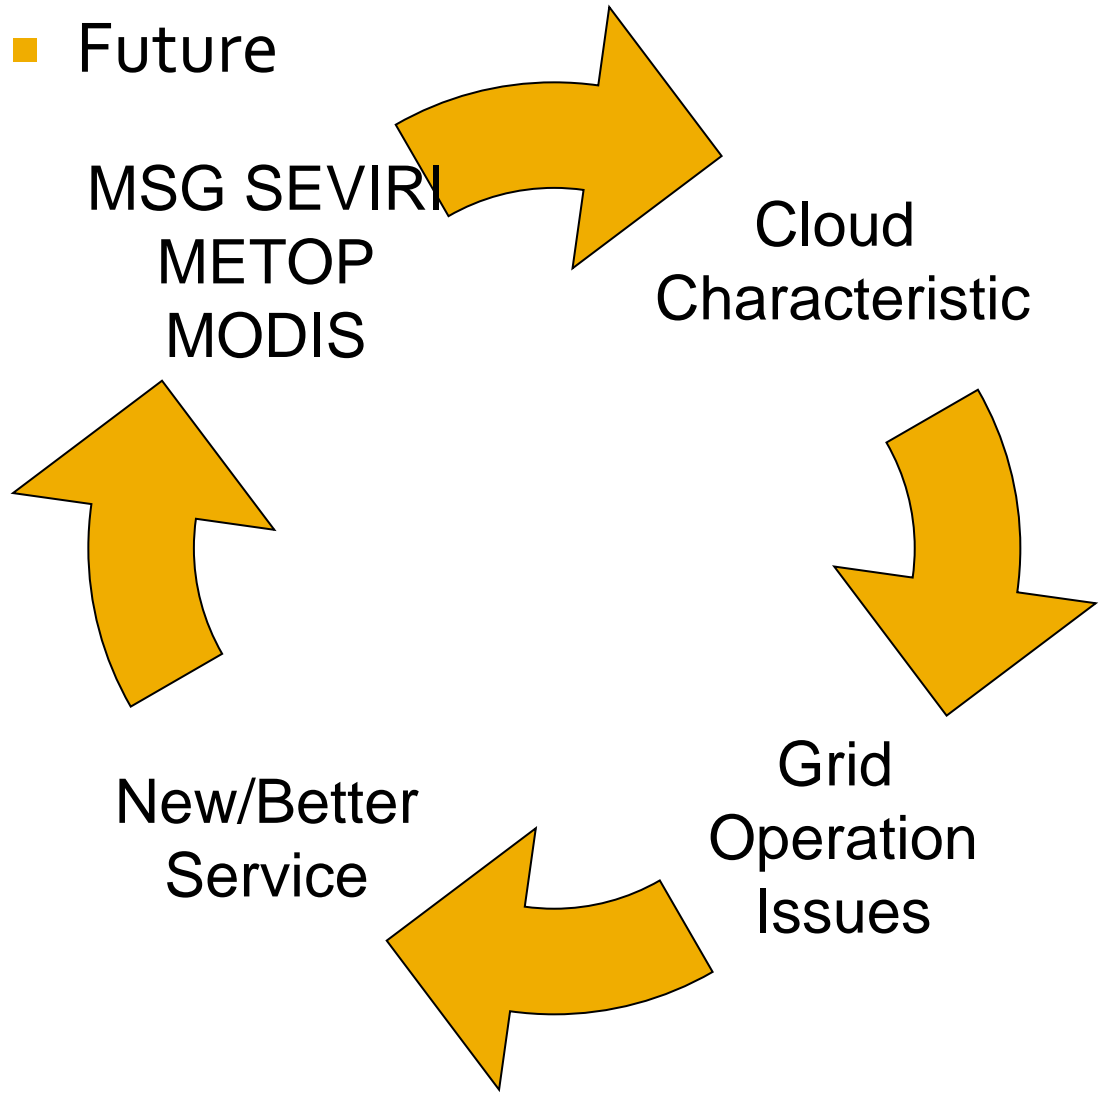 Future
MSG SEVIRI
METOP
MODIS
Cloud
Characteristic
Grid
Operation
Issues
New/Better
Service